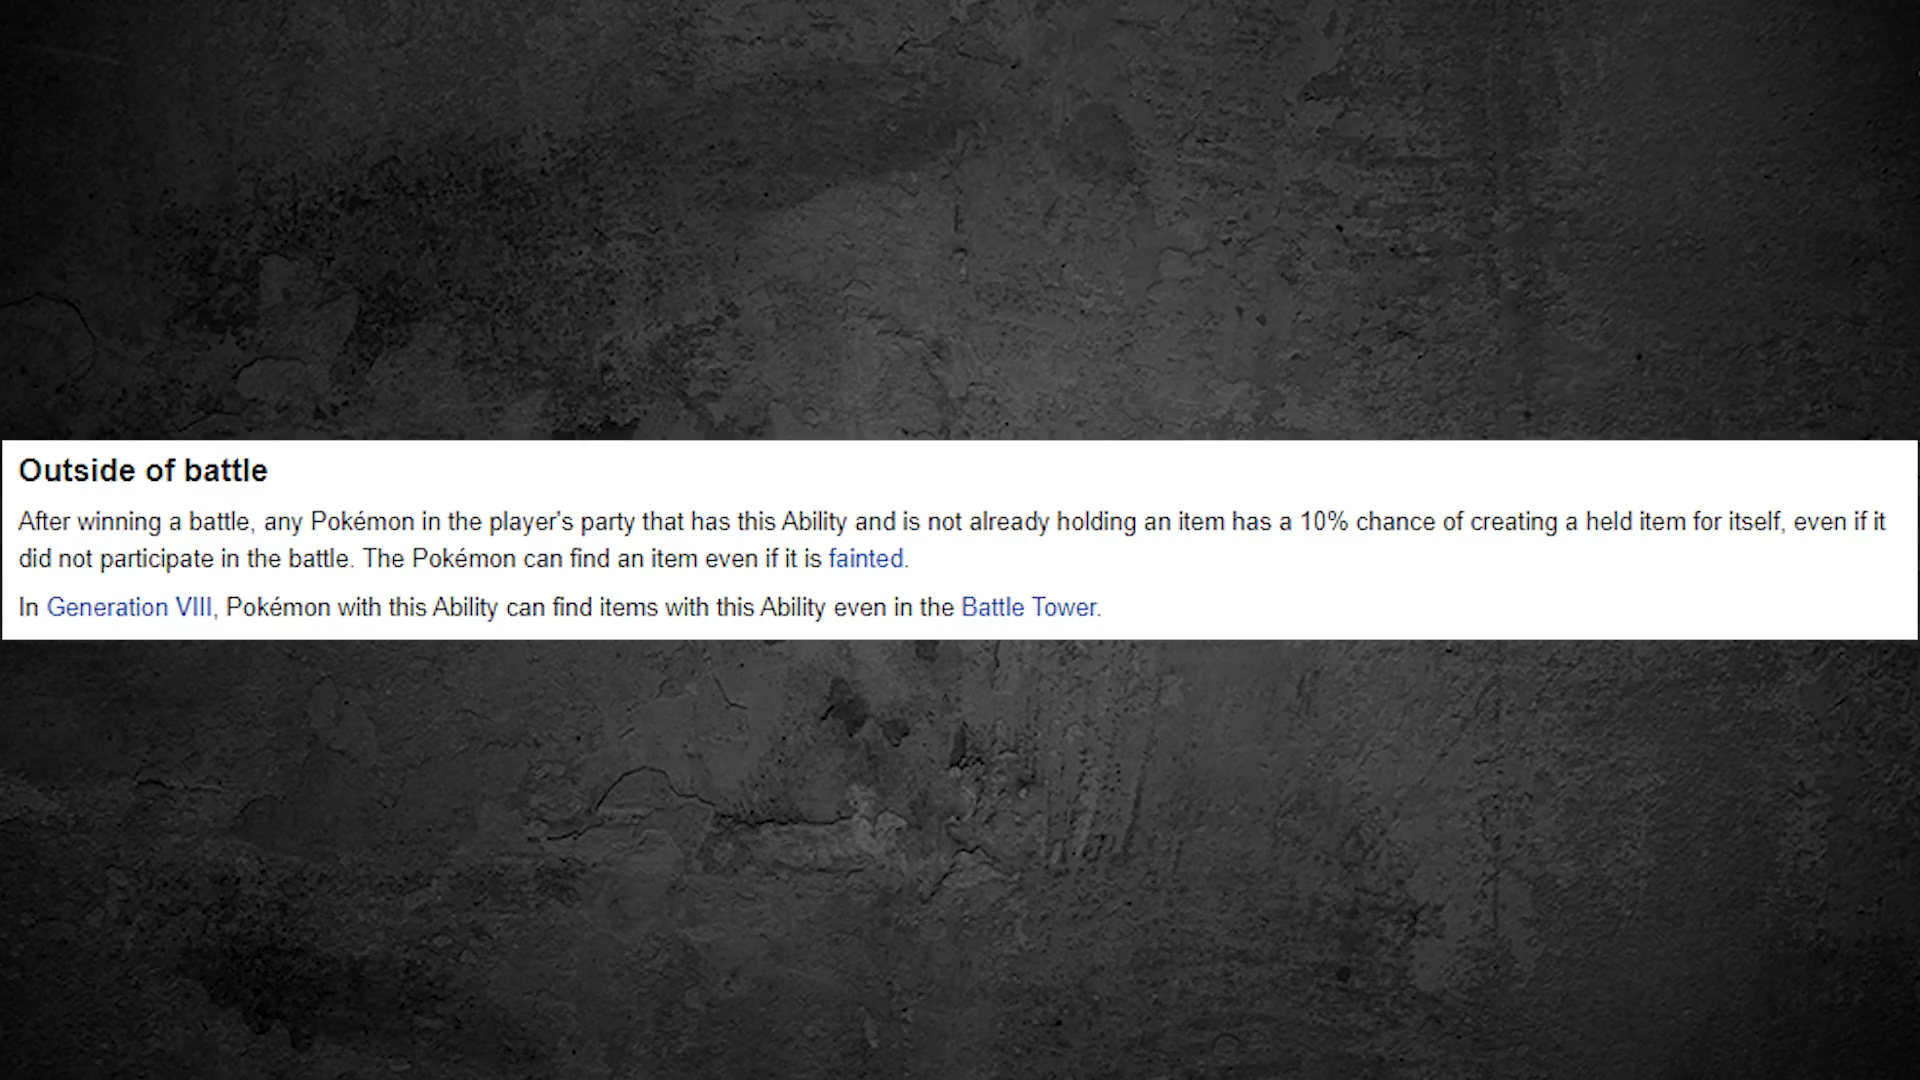 Outside of battle
After winning a battle, any Pokémon in the player's party that has this Ability and is not already holding an item has a 10% chance of creating a held item for itself, even if it
did not participate in the battle. The Pokémon can find an item even if it is fainted.
In Generation VIII, Pokémon with this Ability can find items with this Ability even in the Battle Tower.